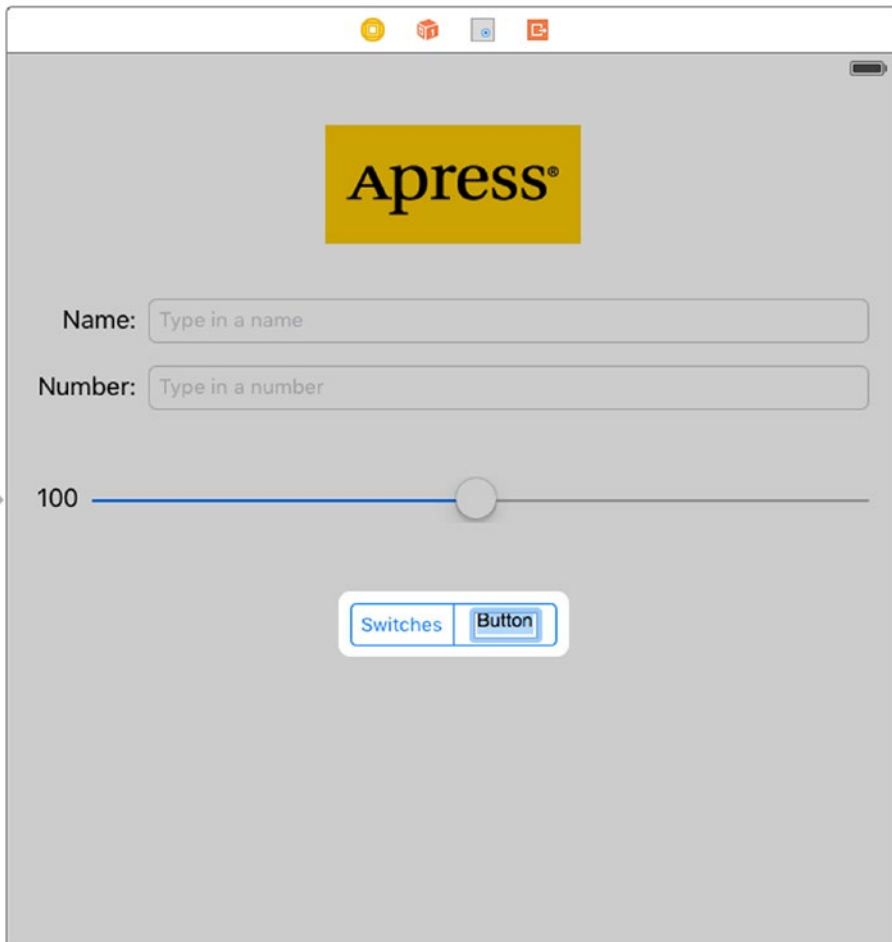 Apress®
Name: Type in a name
Number: Type in a number
100
Switches Button